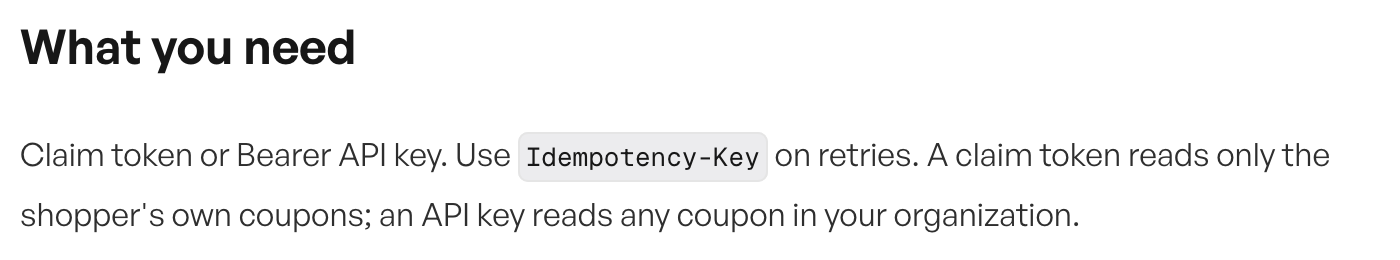 What you need
Claim token or Bearer API key. Use Idempotency-Key on retries. A claim token reads only the
shopper's own coupons; an API key reads any coupon in your organization.